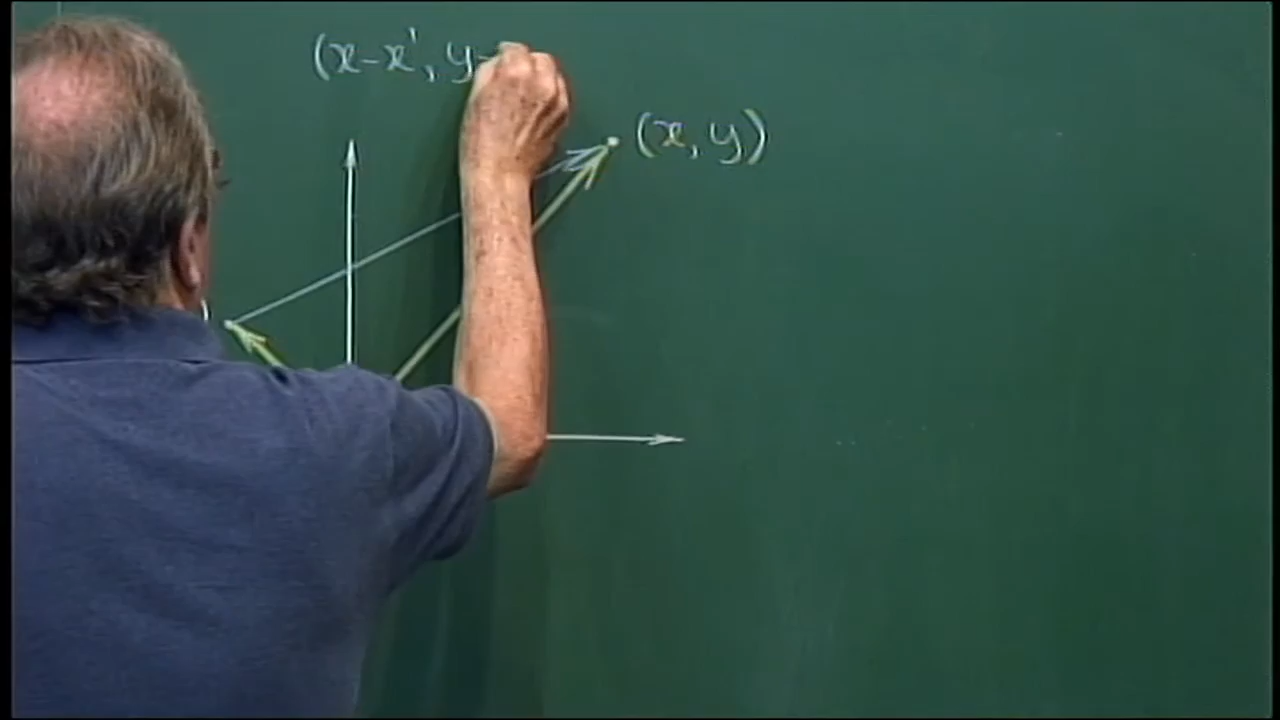 (x-x', y-
(x, y)